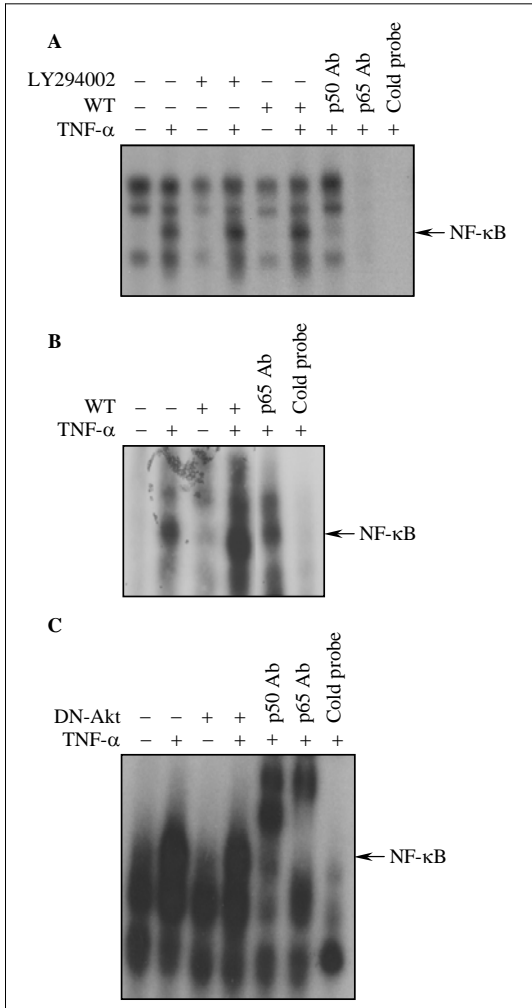 A
LY294002 – – + + – – p50 Ab p65 Ab Cold probe
WT – – – – + +
TNF-α – + – + – + + + +
NF-κB
B
p65 Ab Cold probe
WT – – + +
TNF-α – + – + + +
NF-κB
C
p50 Ab p65 Ab Cold probe
DN-Akt – – + +
TNF-α – + – + + + +
NF-κB